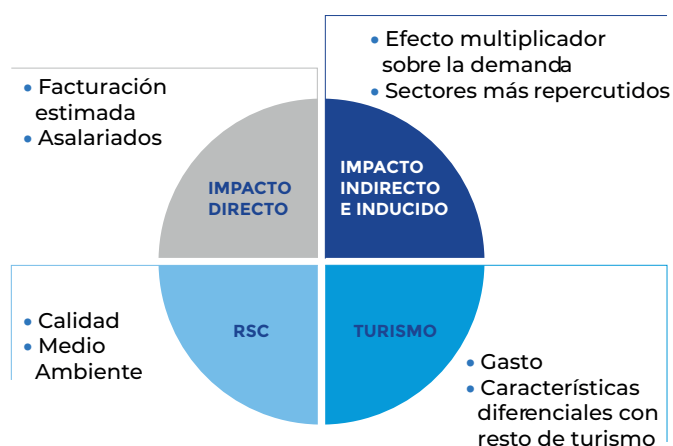 • Facturación
estimada
• Asalariados
• Efecto multiplicador
sobre la demanda
• Sectores más repercutidos
IMPACTO
DIRECTO
IMPACTO
INDIRECTO
E INDUCIDO
RSC
TURISMO
• Calidad
• Medio
Ambiente
• Gasto
• Características
diferenciales con
resto de turismo